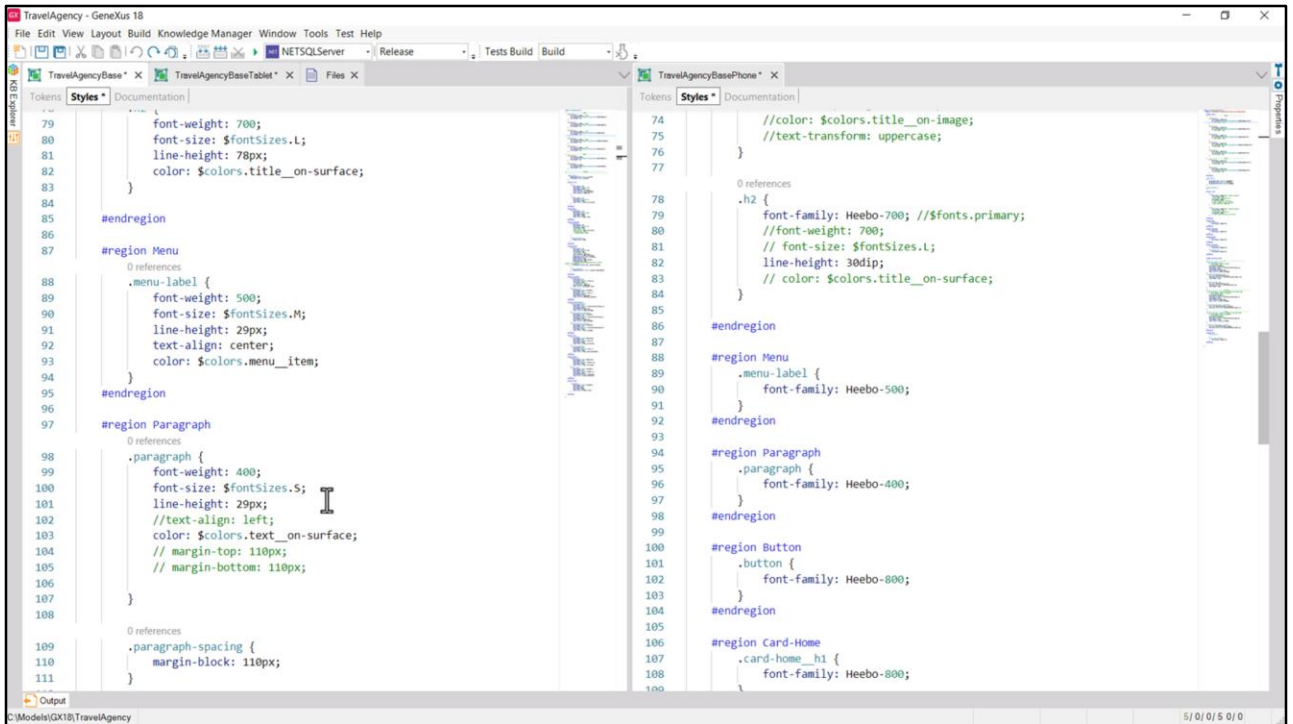 TravelAgency - GeneXus 18
File Edit View Layout Build Knowledge Manager Window Tools Test Help
NETSQLServer Release Tests Build Build
KB Explorer
TravelAgencyBase* X TravelAgencyBaseTablet* X Files X
Tokens Styles * Documentation
79 font-weight: 700;
80 font-size: $fontSizes.L;
81 line-height: 78px;
82 color: $colors.title__on-surface;
83 }
84
85 #endregion
86
87 #region Menu
0 references
88 .menu-label {
89 font-weight: 500;
90 font-size: $fontSizes.M;
91 line-height: 29px;
92 text-align: center;
93 color: $colors.menu__item;
94 }
95 #endregion
96
97 #region Paragraph
0 references
98 .paragraph {
99 font-weight: 400;
100 font-size: $fontSizes.S;
101 line-height: 29px;
102 //text-align: left;
103 color: $colors.text__on-surface;
104 // margin-top: 110px;
105 // margin-bottom: 110px;
106
107 }
108
0 references
109 .paragraph-spacing {
110 margin-block: 110px;
111 }
TravelAgencyBasePhone* X
Tokens Styles * Documentation
74 //color: $colors.title__on-image;
75 //text-transform: uppercase;
76 }
77
0 references
78 .h2 {
79 font-family: Heebo-700; //$fonts.primary;
80 //font-weight: 700;
81 // font-size: $fontSizes.L;
82 line-height: 30dip;
83 // color: $colors.title__on-surface;
84 }
85
86 #endregion
87
88 #region Menu
89 .menu-label {
90 font-family: Heebo-500;
91 }
92 #endregion
93
94 #region Paragraph
95 .paragraph {
96 font-family: Heebo-400;
97 }
98 #endregion
99
100 #region Button
101 .button {
102 font-family: Heebo-800;
103 }
104 #endregion
105
106 #region Card-Home
107 .card-home__h1 {
108 font-family: Heebo-800;
Properties
Output
C:\Models\GX18\TravelAgency
5/ 0/ 0/ 5 0/ 0